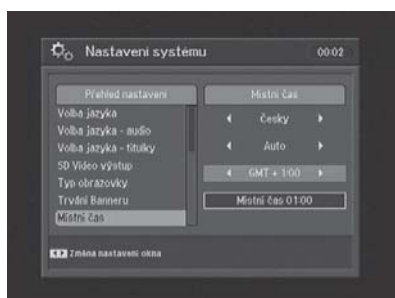 Nastavení systému
00:02
Přehled nastavení
Volba jazyka
Volba jazyka - audio
Volba jazyka - titulky
SD Video výstup
Typ obrazovky
Trvání Banneru
Místní čas
Místní čas
Česky
Auto
GMT + 1:00
Místní čas 01:00
Změna nastavení okna